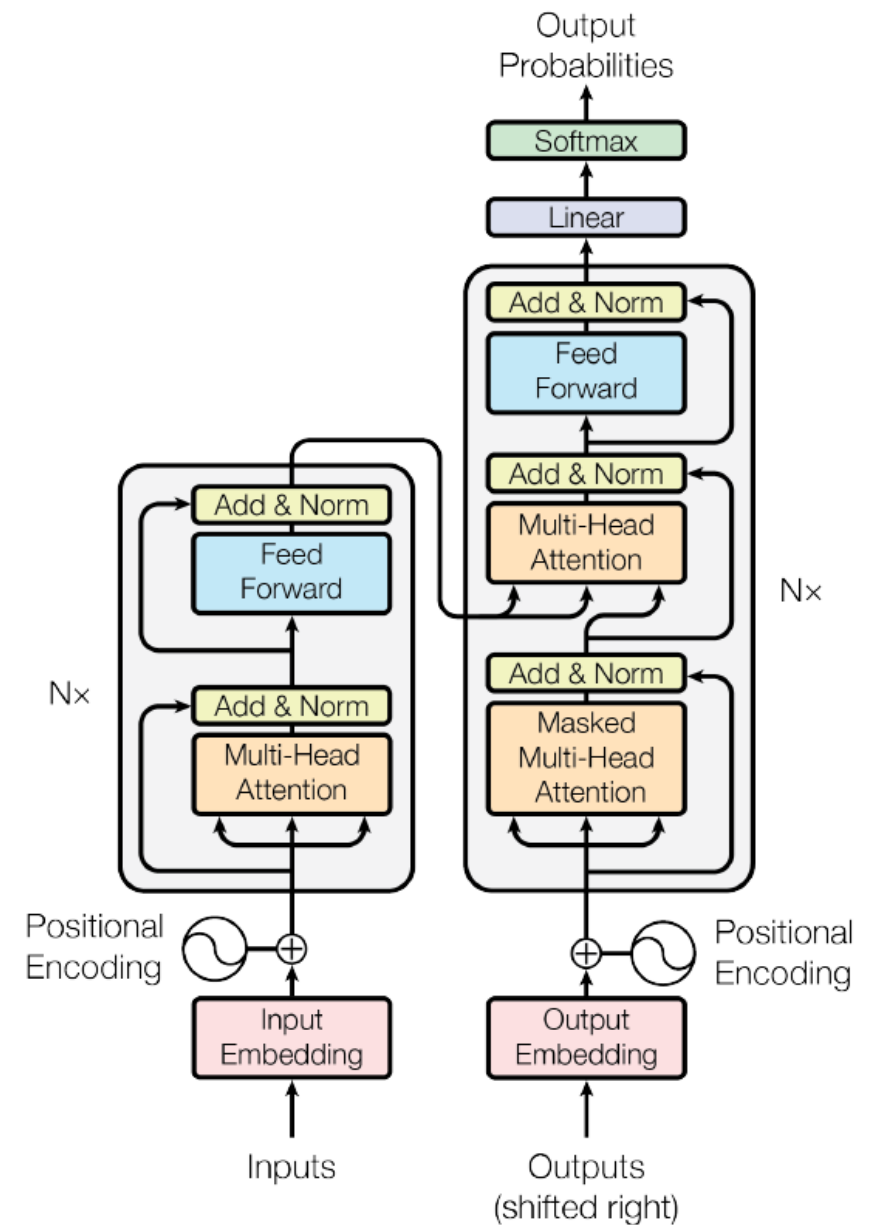 Output
Probabilities
Softmax
Linear
Add & Norm
Feed
Forward
Add & Norm
Multi-Head
Attention
N×
Add & Norm
Masked
Multi-Head
Attention
Add & Norm
Feed
Forward
N×
Add & Norm
Multi-Head
Attention
Positional
Encoding
Positional
Encoding
Input
Embedding
Output
Embedding
Inputs
Outputs
(shifted right)